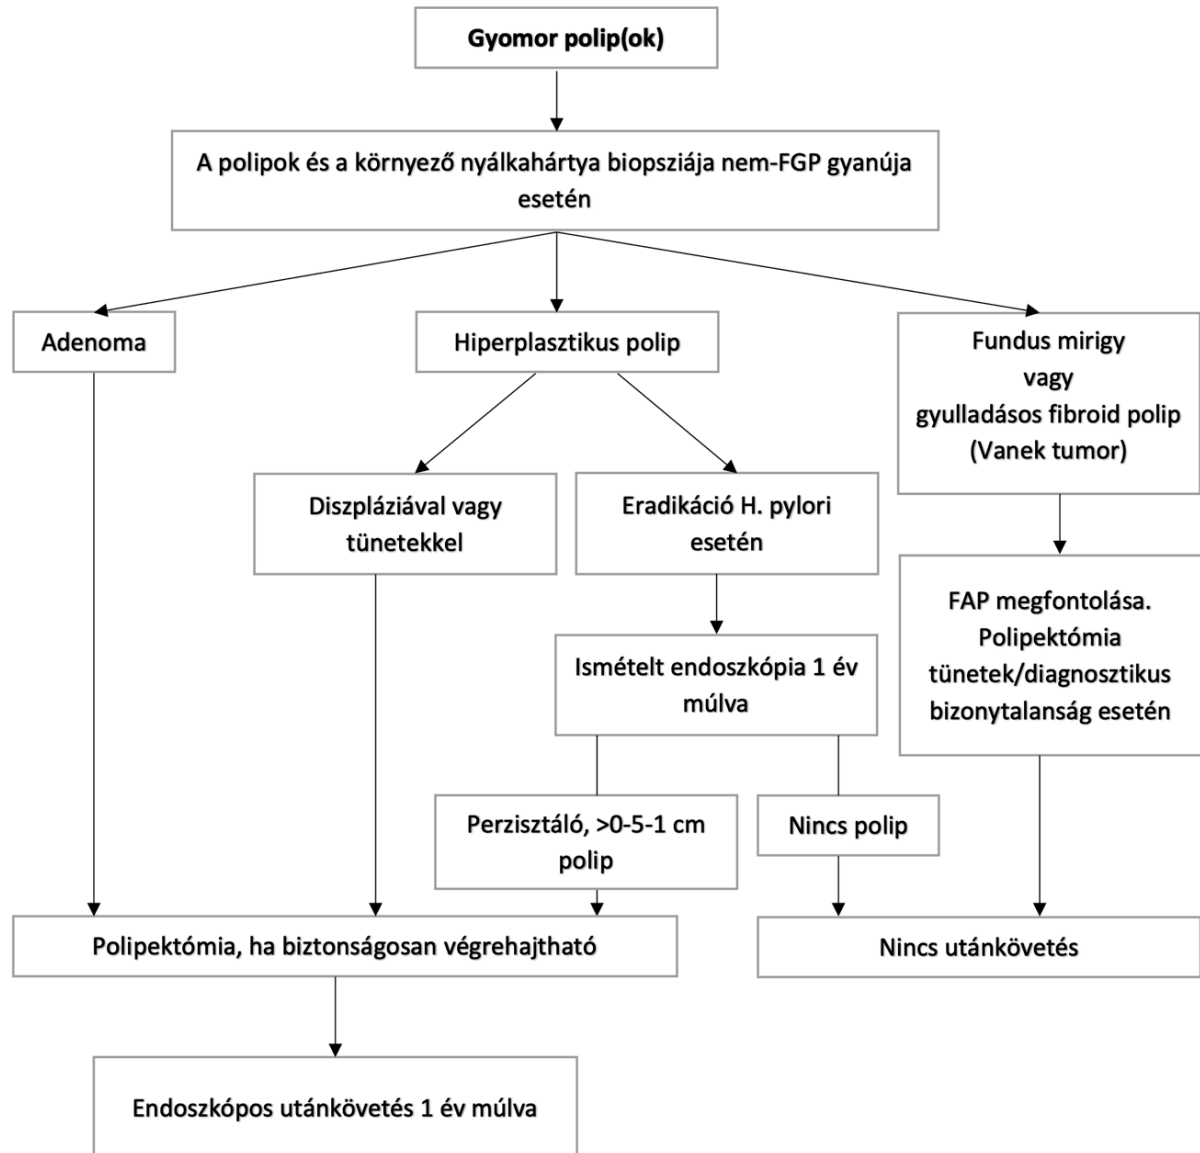 Gyomor polip(ok)
A polipok és a környező nyálkahártya biopsziája nem-FGP gyanúja
esetén
Adenoma
Hiperplasztikus polip
Fundus mirigy
vagy
gyulladásos fibroid polip
(Vanek tumor)
Diszpláziával vagy
tünetekkel
Eradikáció H. pylori
esetén
FAP megfontolása.
Polipektómia
tünetek/diagnosztikus
bizonytalanság esetén
Ismételt endoszkópia 1 év
múlva
Perzisztáló, >0-5-1 cm
polip
Nincs polip
Polipektómia, ha biztonságosan végrehajtható
Nincs utánkövetés
Endoszkópos utánkövetés 1 év múlva